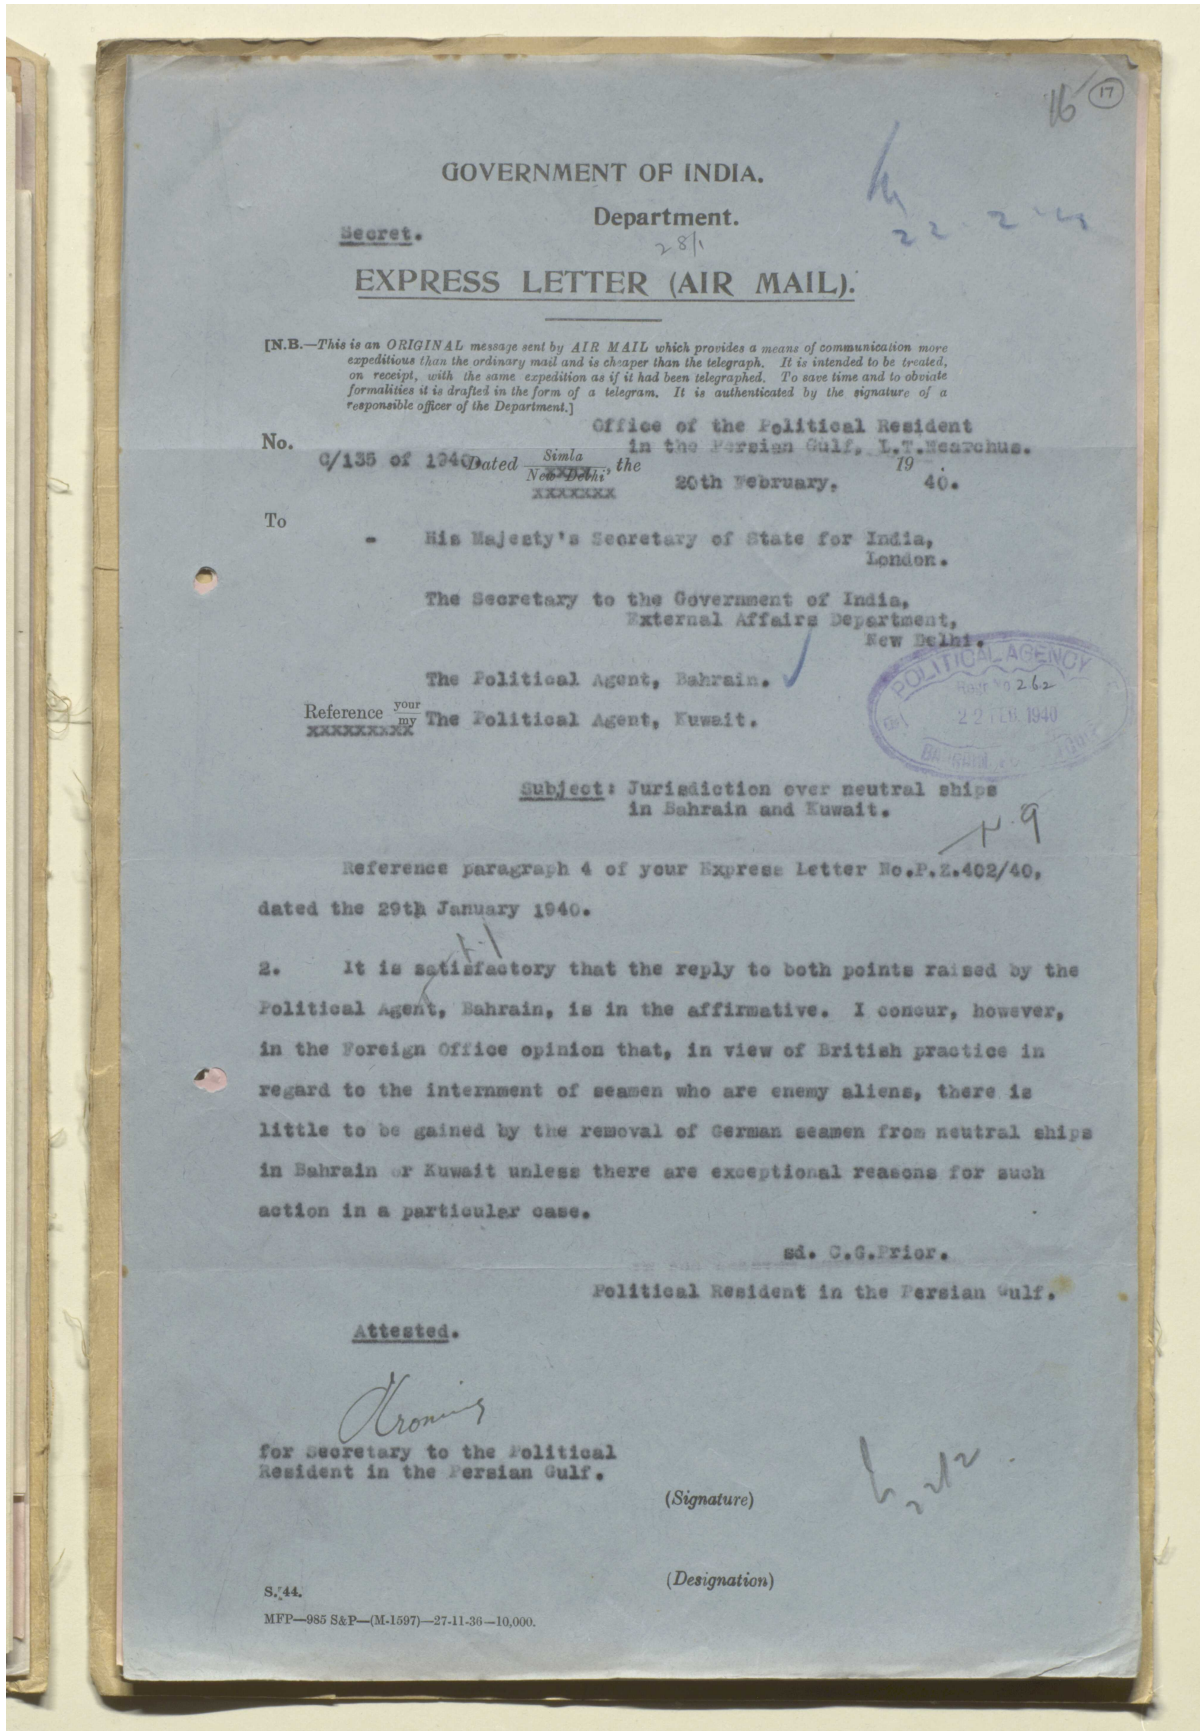 16 17
GOVERNMENT OF INDIA.
Department.
Secret.
22.2.40
28/1
EXPRESS LETTER (AIR MAIL).
[N.B.—This is an ORIGINAL message sent by AIR MAIL which provides a means of communication more
expeditious than the ordinary mail and is cheaper than the telegraph. It is intended to be treated,
on receipt, with the same expedition as if it had been telegraphed. To save time and to obviate
formalities it is drafted in the form of a telegram. It is authenticated by the signature of a
responsible officer of the Department.]
Office of the Political Resident
in the Persian Gulf, L.T.Nearchus.
No. C/135 of 1940. Dated Simla
New Delhi, the 19 .
xxxxxxx 20th February, 40.
To
- His Majesty's Secretary of State for India,
London.
The Secretary to the Government of India,
External Affairs Department,
New Delhi.
The Political Agent, Bahrain.
POLITICAL AGENCY
262
22 FEB 1940
BAHRAIN
Reference your
my The Political Agent, Kuwait.
xxxxxxxxx
Subject: Jurisdiction over neutral ships
in Bahrain and Kuwait.
Reference paragraph 4 of your Express Letter No.P.Z.402/40,
dated the 29th January 1940.
2. It is satisfactory that the reply to both points raised by the
Political Agent, Bahrain, is in the affirmative. I concur, however,
in the Foreign Office opinion that, in view of British practice in
regard to the internment of seamen who are enemy aliens, there is
little to be gained by the removal of German seamen from neutral ships
in Bahrain or Kuwait unless there are exceptional reasons for such
action in a particular case.
sd. C.G.Prior.
Political Resident in the Persian Gulf.
Attested.
for Secretary to the Political
Resident in the Persian Gulf.
22/2
(Signature)
(Designation)
S. 44.
MFP—985 S&P—(M-1597)—27-11-36—10,000.